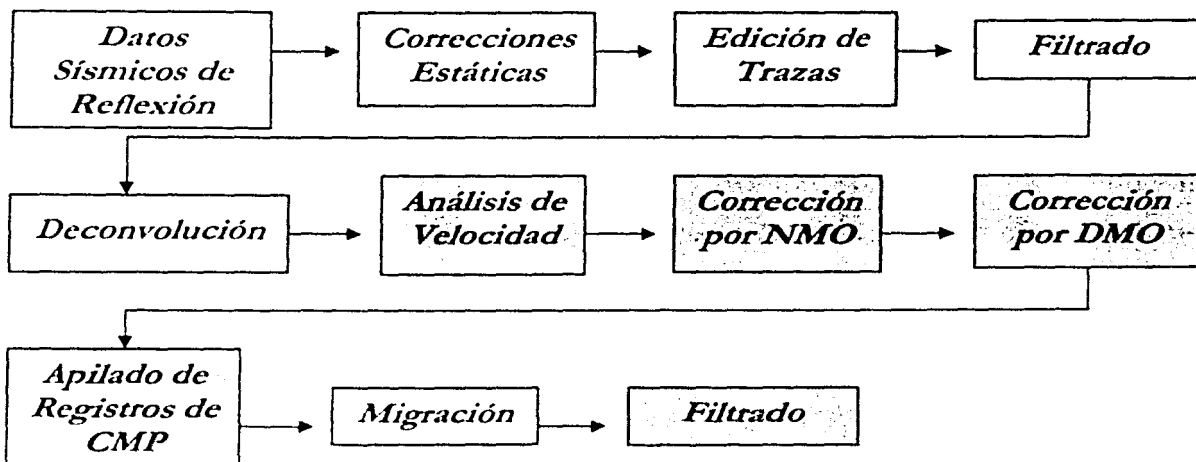 Datos
Sísmicos de
Reflexión
Correcciones
Estáticas
Edición de
Trazas
Filtrado
Deconvolución
Análisis de
Velocidad
Corrección
por NMO
Corrección
por DMO
Apilado de
Registros de
CMP
Migración
Filtrado